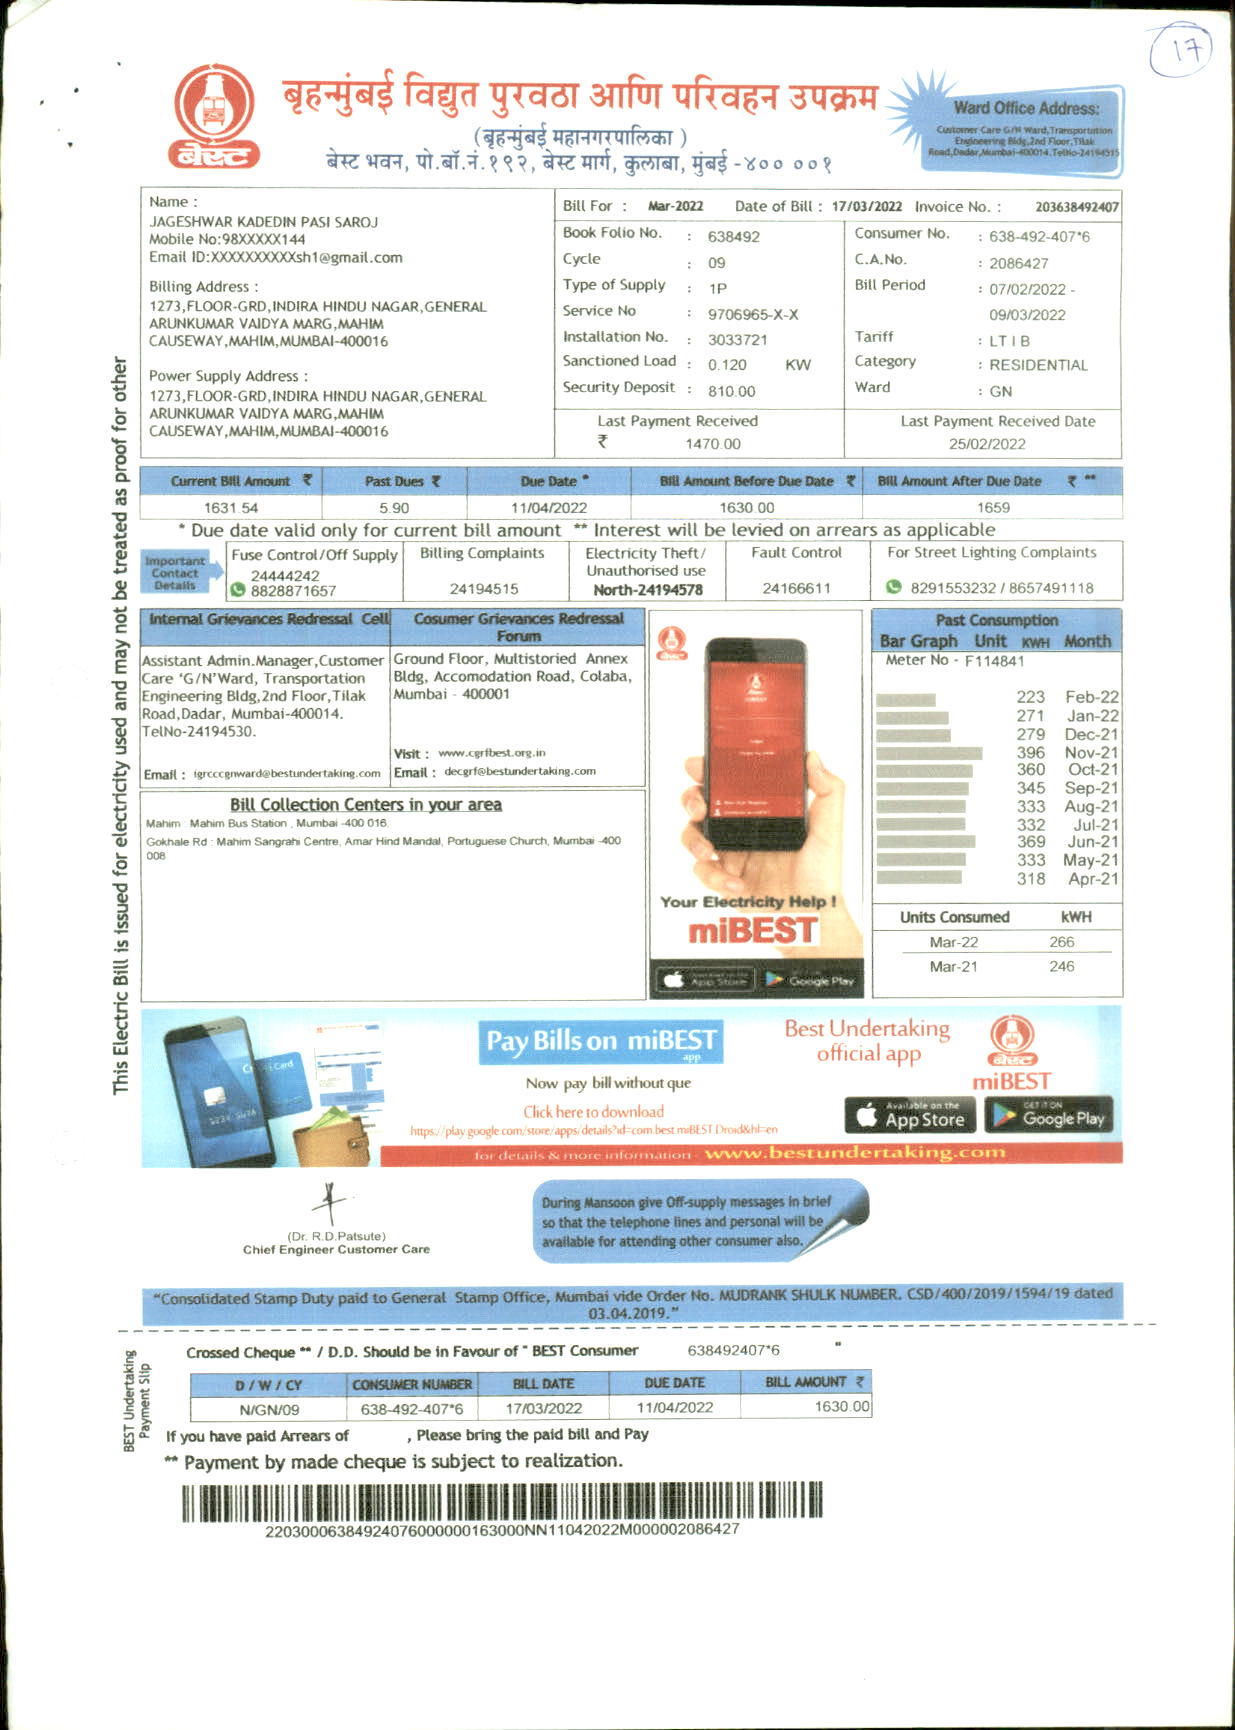 17
बृहन्मुंबई विद्युत पुरवठा आणि परिवहन उपक्रम
(बृहन्मुंबई महानगरपालिका )
बेस्ट भवन, पो.बॉ.नं.१९२, बेस्ट मार्ग, कुलाबा, मुंबई -४०० ००१
बेस्ट
Ward Office Address:
Customer Care G/N Ward,Transportation
Engineering Bldg,2nd Floor,Tilak
Road,Dadar,Mumbai-400014.TelNo-24194515
Name :
JAGESHWAR KADEDIN PASI SAROJ
Mobile No:98XXXXX144
Email ID:XXXXXXXXXXsh1@gmail.com
Billing Address :
1273,FLOOR-GRD,INDIRA HINDU NAGAR,GENERAL
ARUNKUMAR VAIDYA MARG,MAHIM
CAUSEWAY,MAHIM,MUMBAI-400016
Power Supply Address :
1273,FLOOR-GRD,INDIRA HINDU NAGAR,GENERAL
ARUNKUMAR VAIDYA MARG,MAHIM
CAUSEWAY,MAHIM,MUMBAI-400016
Bill For : Mar-2022 Date of Bill : 17/03/2022 Invoice No. : 203638492407
Book Folio No. : 638492 Consumer No. : 638-492-407*6
Cycle : 09 C.A.No. : 2086427
Type of Supply : 1P Bill Period : 07/02/2022 -
Service No : 9706965-X-X 09/03/2022
Installation No. : 3033721 Tariff : LT I B
Sanctioned Load : 0.120 KW Category : RESIDENTIAL
Security Deposit : 810.00 Ward : GN
Last Payment Received Last Payment Received Date
₹ 1470.00 25/02/2022
Current Bill Amount ₹ Past Dues ₹ Due Date * Bill Amount Before Due Date ₹ Bill Amount After Due Date ₹ **
1631.54 5.90 11/04/2022 1630.00 1659
* Due date valid only for current bill amount ** Interest will be levied on arrears as applicable
Important
Contact
Details
Fuse Control/Off Supply
24444242
8828871657
Billing Complaints
24194515
Electricity Theft/
Unauthorised use
North-24194578
Fault Control
24166611
For Street Lighting Complaints
8291553232 / 8657491118
This Electric Bill is issued for electricity used and may not be treated as proof for other
Internal Grievances Redressal Cell
Assistant Admin.Manager,Customer
Care 'G/N'Ward, Transportation
Engineering Bldg,2nd Floor,Tilak
Road,Dadar, Mumbai-400014.
TelNo-24194530.
Email : igrcccgnward@bestundertaking.com
Cosumer Grievances Redressal
Forum
Ground Floor, Multistoried Annex
Bldg, Accomodation Road, Colaba,
Mumbai - 400001
Visit : www.cgrfbest.org.in
Email : decgrf@bestundertaking.com
Bill Collection Centers in your area
Mahim : Mahim Bus Station , Mumbai -400 016.
Gokhale Rd : Mahim Sangrahi Centre, Amar Hind Mandal, Portuguese Church, Mumbai -400
008
बेस्ट
Your Electricity Help !
miBEST
App Store
Google Play
Past Consumption
Bar Graph Unit KWH Month
Meter No - F114841
223 Feb-22
271 Jan-22
279 Dec-21
396 Nov-21
360 Oct-21
345 Sep-21
333 Aug-21
332 Jul-21
369 Jun-21
333 May-21
318 Apr-21
Units Consumed kWH
Mar-22 266
Mar-21 246
Pay Bills on miBEST
app
Now pay bill without que
Click here to download
https://play.google.com/store/apps/details?id=com.best.miBEST.Droid&hl=en
Best Undertaking
official app
बेस्ट
miBEST
Available on the
App Store
GET IT ON
Google Play
for details & more information - www.bestundertaking.com
(Dr. R.D.Patsute)
Chief Engineer Customer Care
During Mansoon give Off-supply messages in brief
so that the telephone lines and personal will be
available for attending other consumer also.
"Consolidated Stamp Duty paid to General Stamp Office, Mumbai vide Order No. MUDRANK SHULK NUMBER. CSD/400/2019/1594/19 dated
03.04.2019."
BEST Undertaking
Payment Slip
Crossed Cheque ** / D.D. Should be in Favour of " BEST Consumer 638492407*6 "
D / W / CY CONSUMER NUMBER BILL DATE DUE DATE BILL AMOUNT ₹
N/GN/09 638-492-407*6 17/03/2022 11/04/2022 1630.00
If you have paid Arrears of , Please bring the paid bill and Pay
** Payment by made cheque is subject to realization.
22030006384924076000000163000NN11042022M000002086427